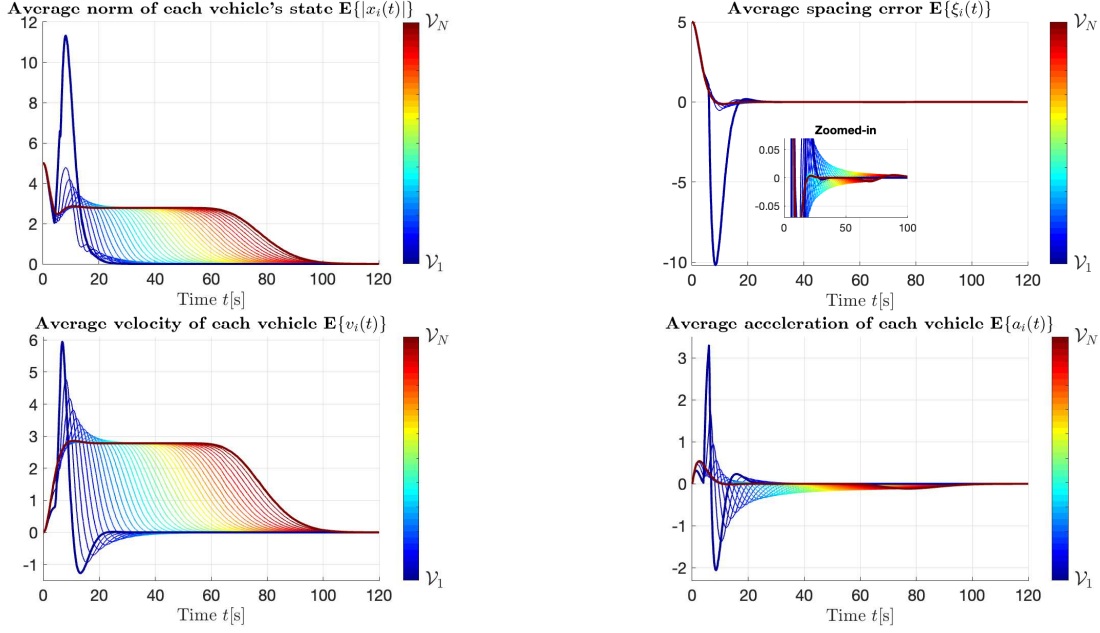 Average norm of each vehicle's state E{|x_i(t)|}
12
10
8
6
4
2
0
0 20 40 60 80 100 120
Time t[s]
𝒱_N
𝒱_1
Average spacing error E{ξ_i(t)}
5
0
-5
-10
0 20 40 60 80 100 120
Zoomed-in
0.05
0
-0.05
0 50 100
Time t[s]
𝒱_N
𝒱_1
Average velocity of each vehicle E{v_i(t)}
6
5
4
3
2
1
0
-1
0 20 40 60 80 100 120
Time t[s]
𝒱_N
𝒱_1
Average acceleration of each vehicle E{a_i(t)}
3
2
1
0
-1
-2
0 20 40 60 80 100 120
Time t[s]
𝒱_N
𝒱_1